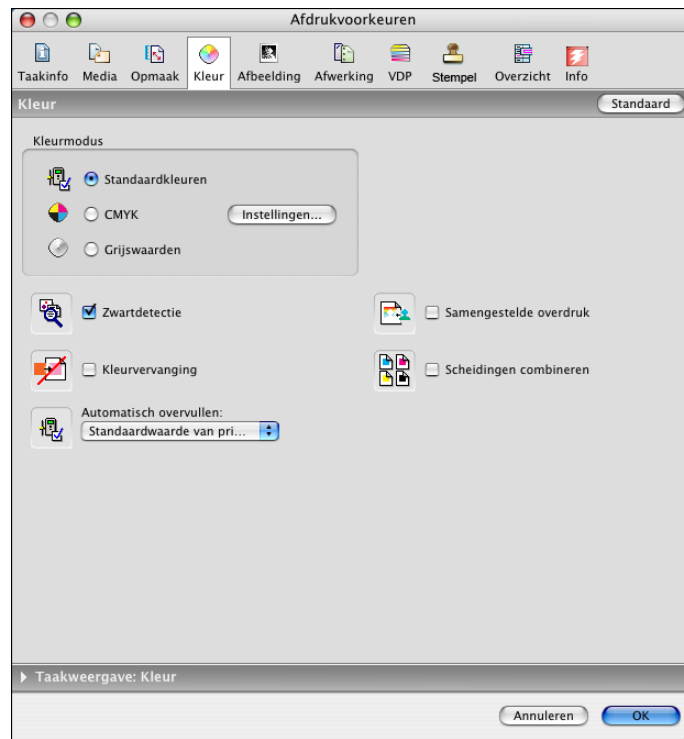 Afdrukvoorkeuren
Taakinfo Media Opmaak Kleur Afbeelding Afwerking VDP Stempel Overzicht Info
Kleur Standaard
Kleurmodus
Standaardkleuren
CMYK Instellingen...
Grijswaarden
Zwartdetectie Samengestelde overdruk
Kleurvervanging Scheidingen combineren
Automatisch overvullen:
Standaardwaarde van pri...
Taakweergave: Kleur
Annuleren OK